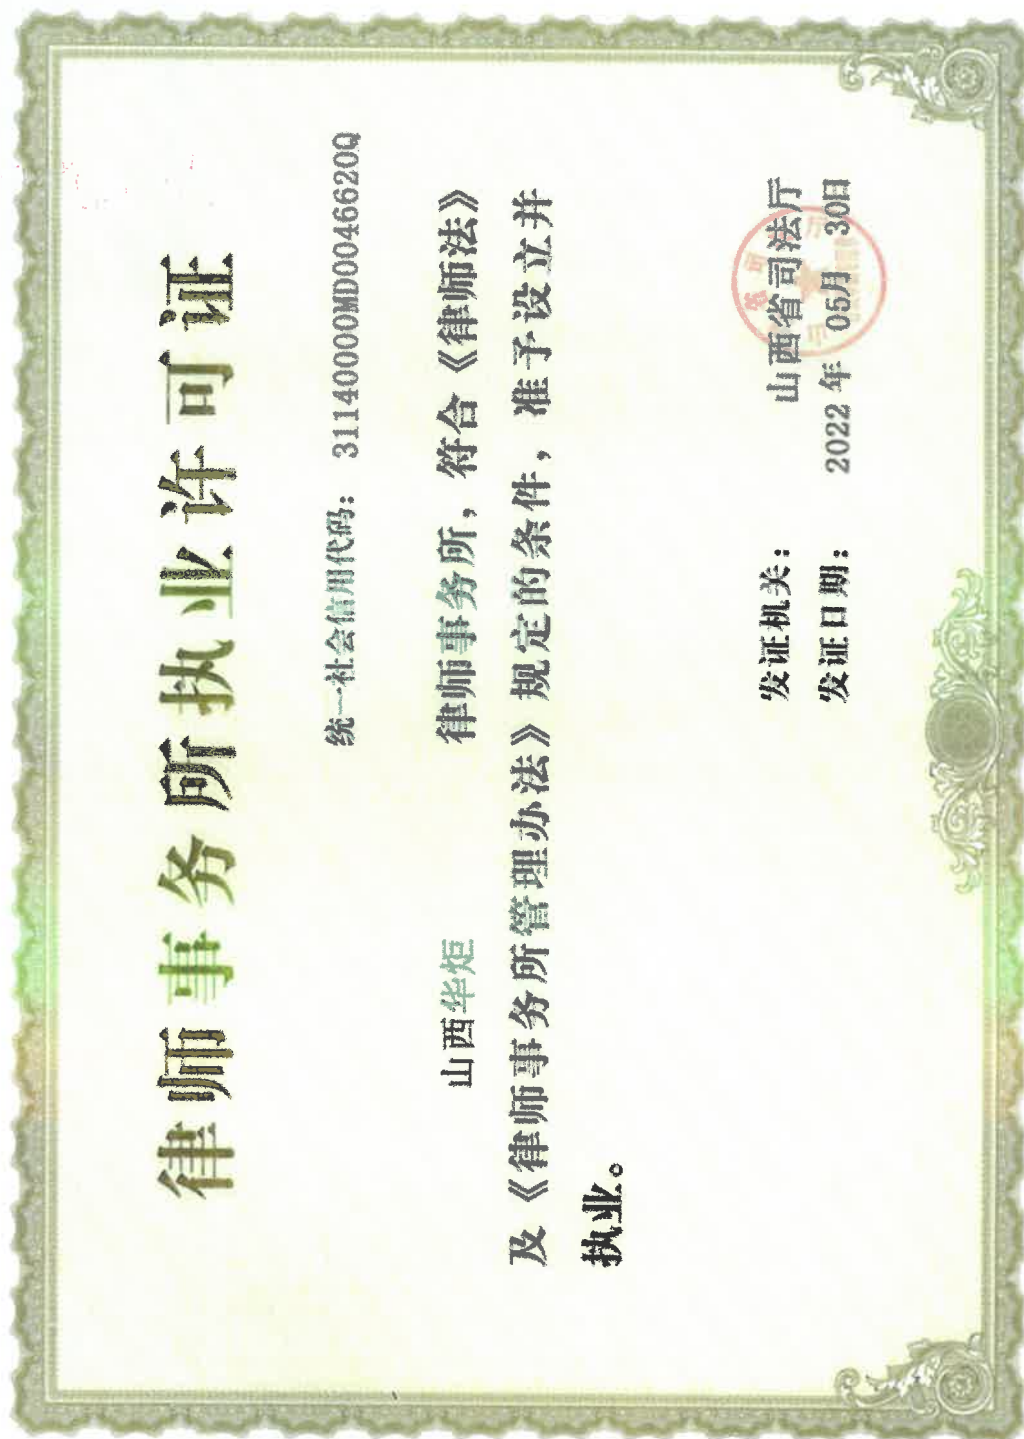 律师事务所执业许可证
统一社会信用代码：31140000MD0046620Q
山西华炬 律师事务所，符合《律师法》
及《律师事务所管理办法》规定的条件，准予设立并
执业。
发证机关：山西省司法厅
发证日期：2022年 05月 30日